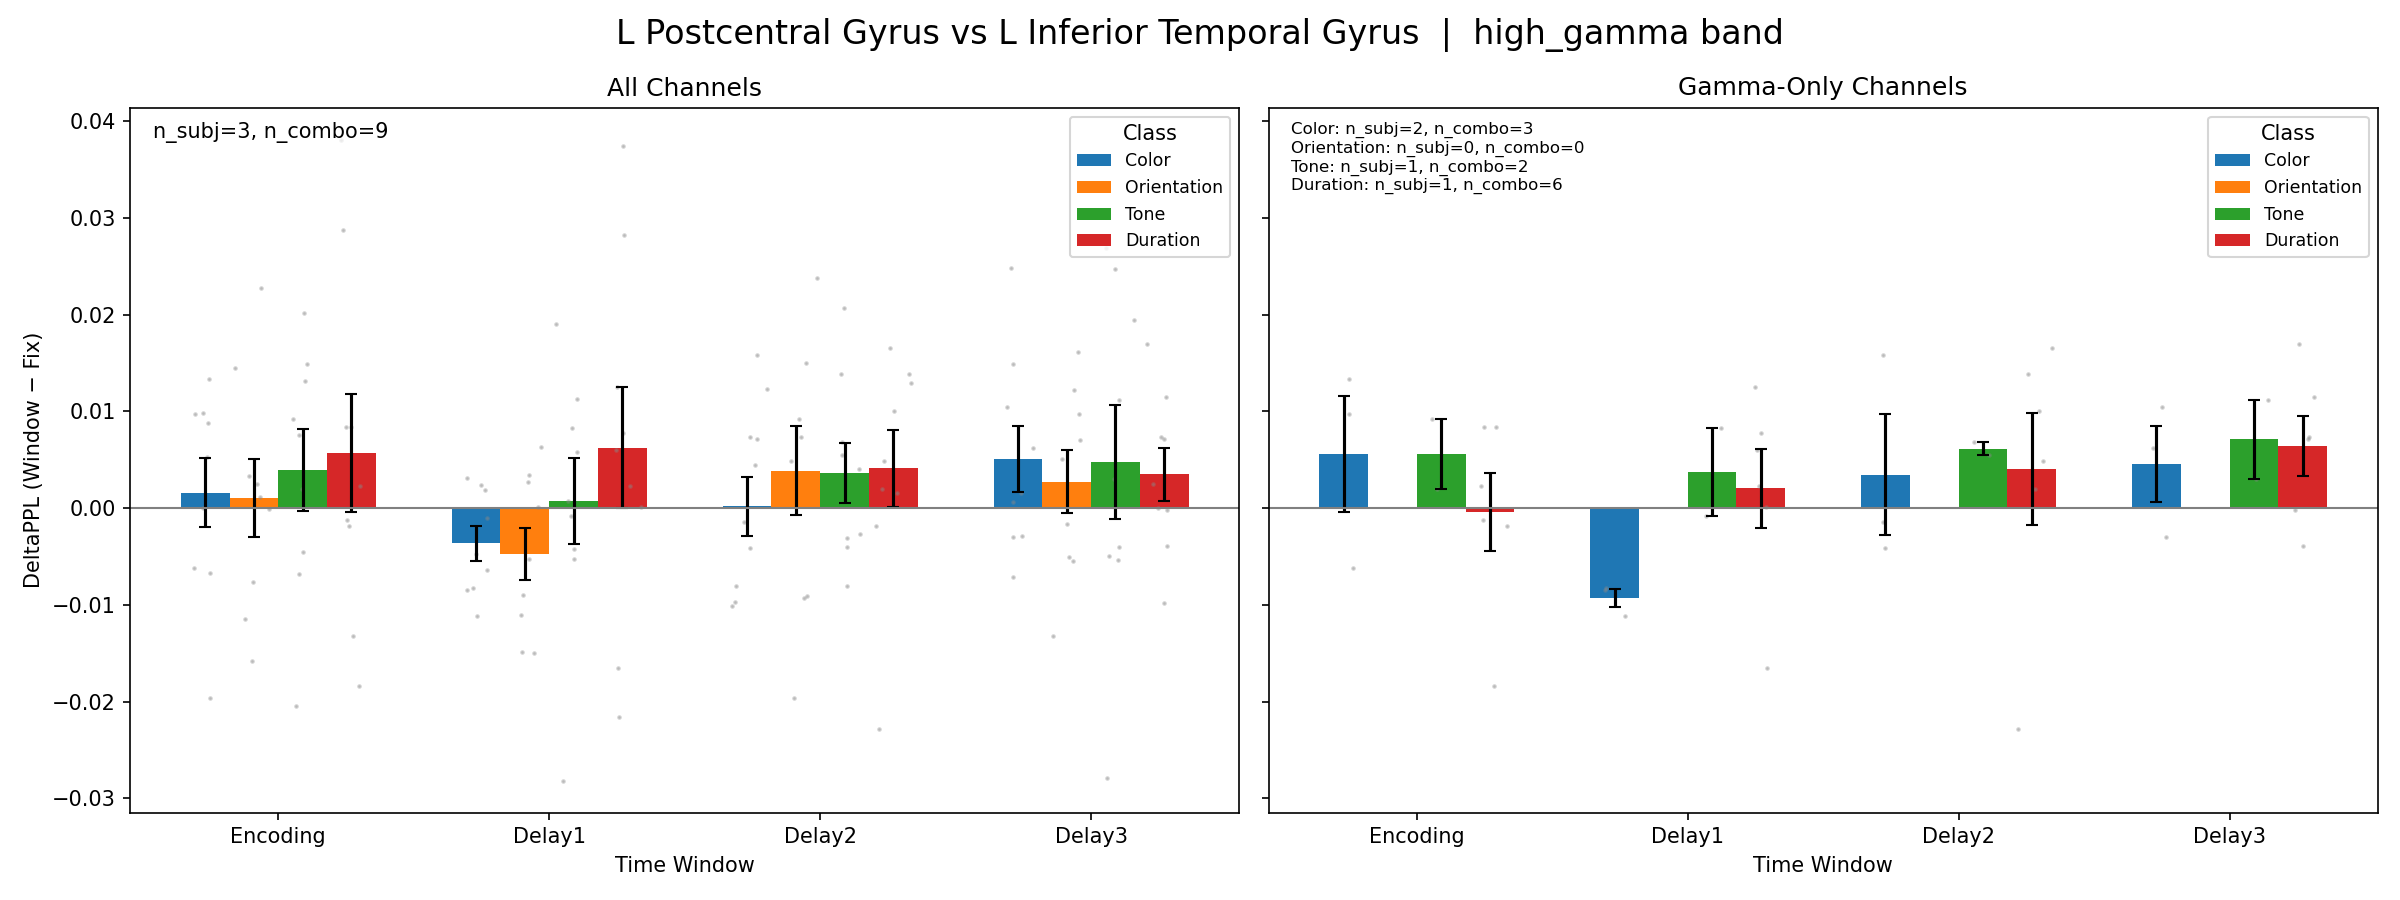 L Postcentral Gyrus vs L Inferior Temporal Gyrus | high_gamma band
All Channels
n_subj=3, n_combo=9
Class
Color
Orientation
Tone
Duration
0.04
0.03
0.02
0.01
0.00
−0.01
−0.02
−0.03
DeltaPPL (Window − Fix)
Encoding
Delay1
Delay2
Delay3
Time Window
Gamma-Only Channels
Color: n_subj=2, n_combo=3
Orientation: n_subj=0, n_combo=0
Tone: n_subj=1, n_combo=2
Duration: n_subj=1, n_combo=6
Class
Color
Orientation
Tone
Duration
Encoding
Delay1
Delay2
Delay3
Time Window